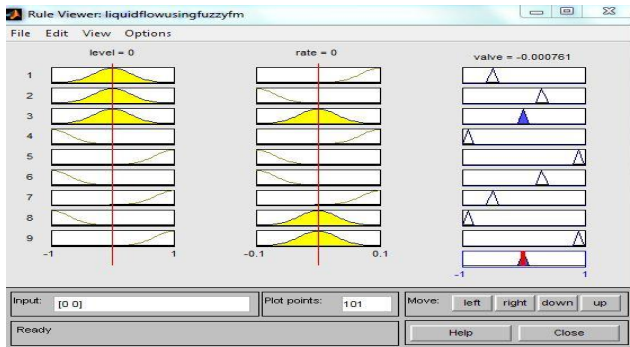 Rule Viewer: liquidflowusingfuzzyfm
File Edit View Options
level = 0 rate = 0 valve = -0.000761
1
2
3
4
5
6
7
8
9
-1 1 -0.1 0.1
-1 1
Input: [0 0] Plot points: 101 Move: left right down up
Ready Help Close